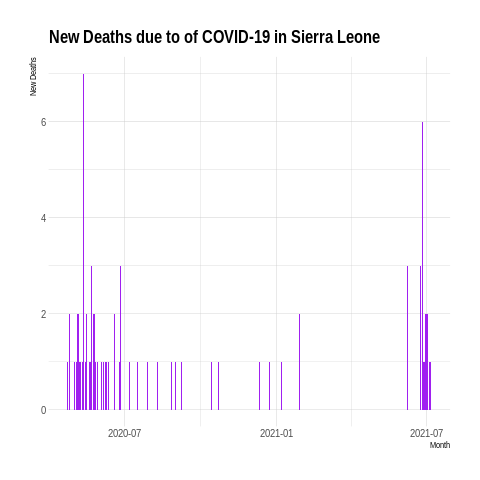 New Deaths due to of COVID-19 in Sierra Leone
New Deaths
6
4
2
0
2020-07
2021-01
2021-07
Month